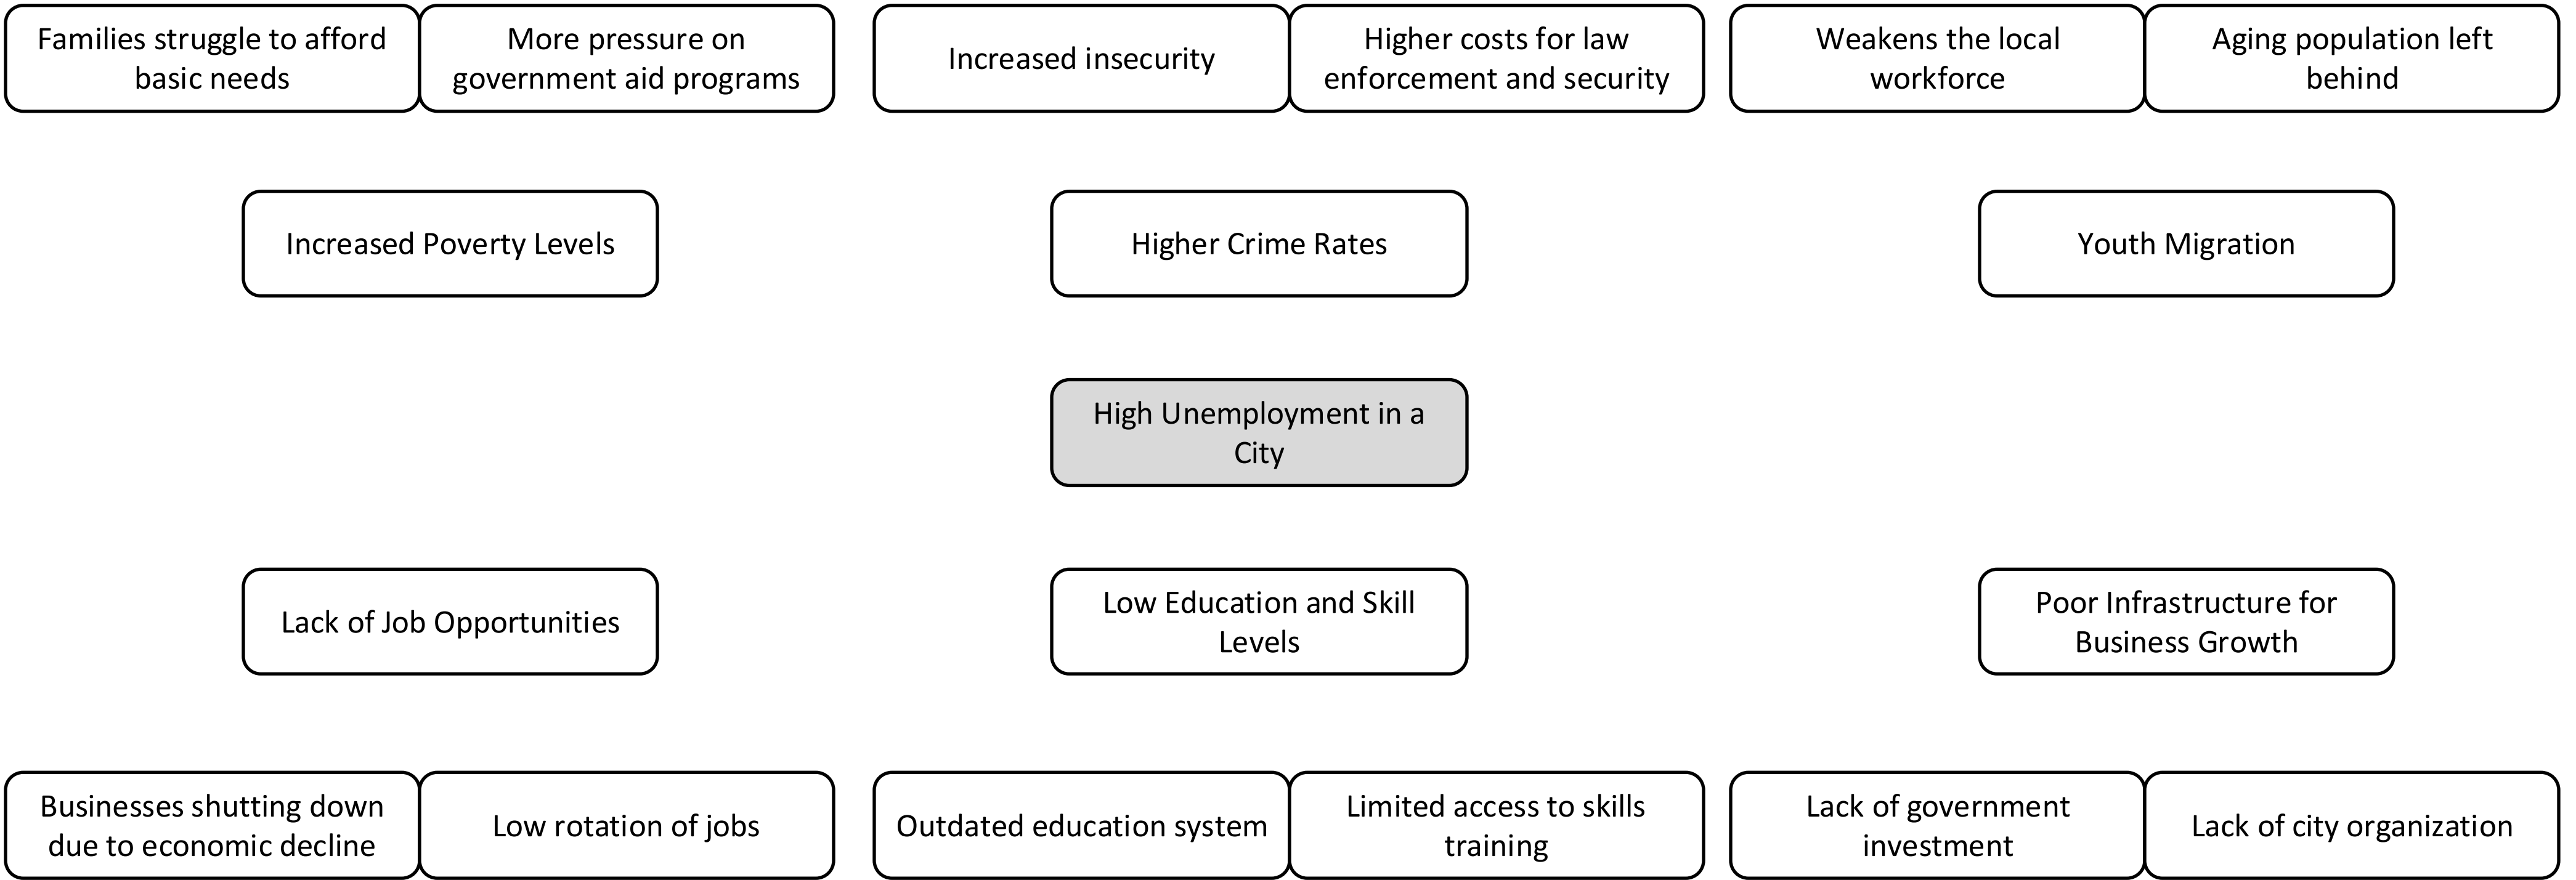 Families struggle to afford
basic needs
More pressure on
government aid programs
Increased insecurity
Higher costs for law
enforcement and security
Weakens the local
workforce
Aging population left
behind
Increased Poverty Levels
Higher Crime Rates
Youth Migration
High Unemployment in a
City
Lack of Job Opportunities
Low Education and Skill
Levels
Poor Infrastructure for
Business Growth
Businesses shutting down
due to economic decline
Low rotation of jobs
Outdated education system
Limited access to skills
training
Lack of government
investment
Lack of city organization